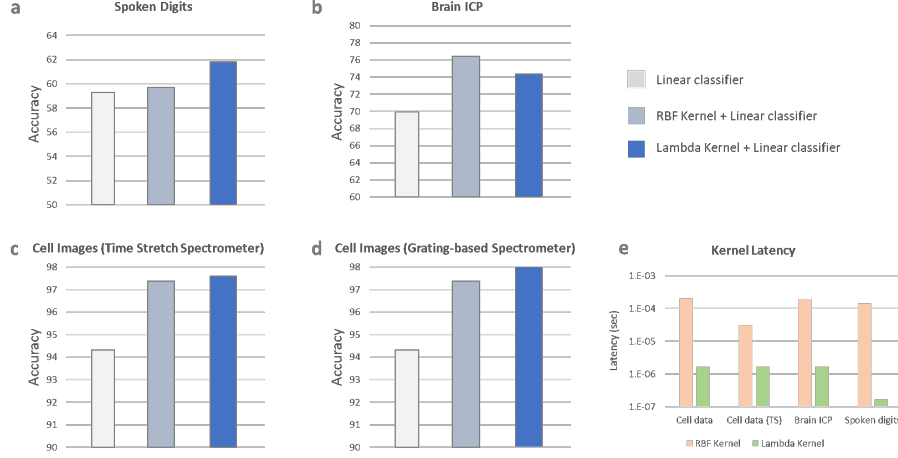 a
Spoken Digits
64
62
60
58
56
54
52
50
Accuracy
b
Brain ICP
80
78
76
74
72
70
68
66
64
62
60
Accuracy
Linear classifier
RBF Kernel + Linear classifier
Lambda Kernel + Linear classifier
c
Cell Images (Time Stretch Spectrometer)
98
97
96
95
94
93
92
91
90
Accuracy
d
Cell Images (Grating-based Spectrometer)
98
97
96
95
94
93
92
91
90
Accuracy
e
Kernel Latency
1.E-03
1.E-04
1.E-05
1.E-06
1.E-07
Latency (sec)
Cell data
Cell data (TS)
Brain ICP
Spoken digits
RBF Kernel
Lambda Kernel